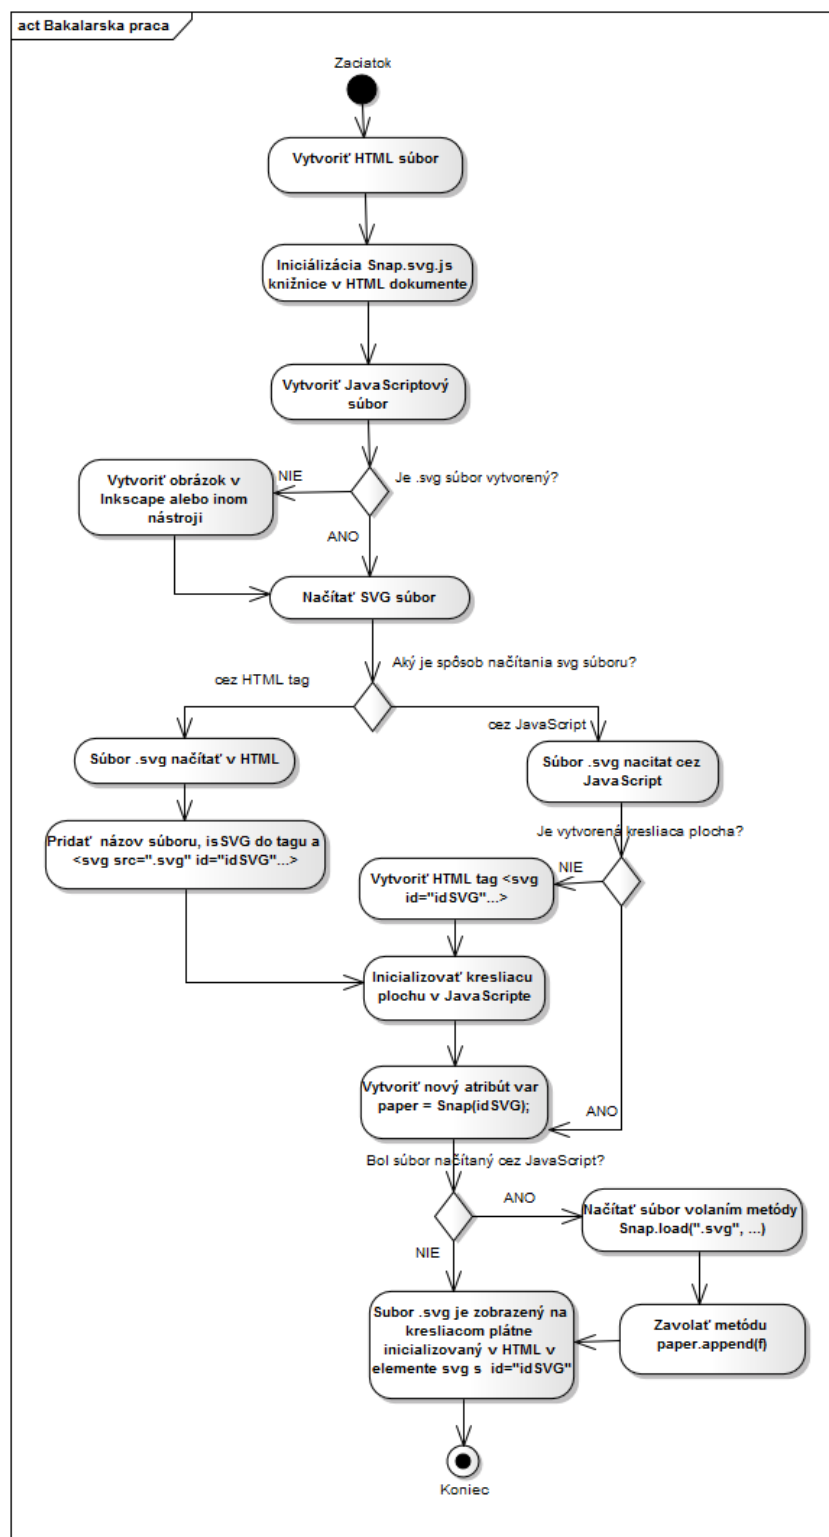 act Bakalarska praca
Zaciatok
Vytvoriť HTML súbor
Iniciálizácia Snap.svg.js
knižnice v HTML dokumente
Vytvoriť JavaScriptový
súbor
Je .svg súbor vytvorený?
NIE
Vytvoriť obrázok v
Inkscape alebo inom
nástroji
ANO
Načítať SVG súbor
Aký je spôsob načítania svg súboru?
cez HTML tag
cez JavaScript
Súbor .svg načítať v HTML
Súbor .svg nacitat cez
JavaScript
Pridať názov súboru, isSVG do tagu a
<svg src=".svg" id="idSVG"...>
Je vytvorená kresliaca plocha?
NIE
Vytvoriť HTML tag <svg
id="idSVG"...>
Inicializovať kresliacu
plochu v JavaScripte
Vytvoriť nový atribút var
paper = Snap(idSVG);
ANO
Bol súbor načítaný cez JavaScript?
ANO
Načítať súbor volaním metódy
Snap.load(".svg", ...)
NIE
Subor .svg je zobrazený na
kresliacom plátne
inicializovaný v HTML v
elemente svg s id="idSVG"
Zavolať metódu
paper.append(f)
Koniec